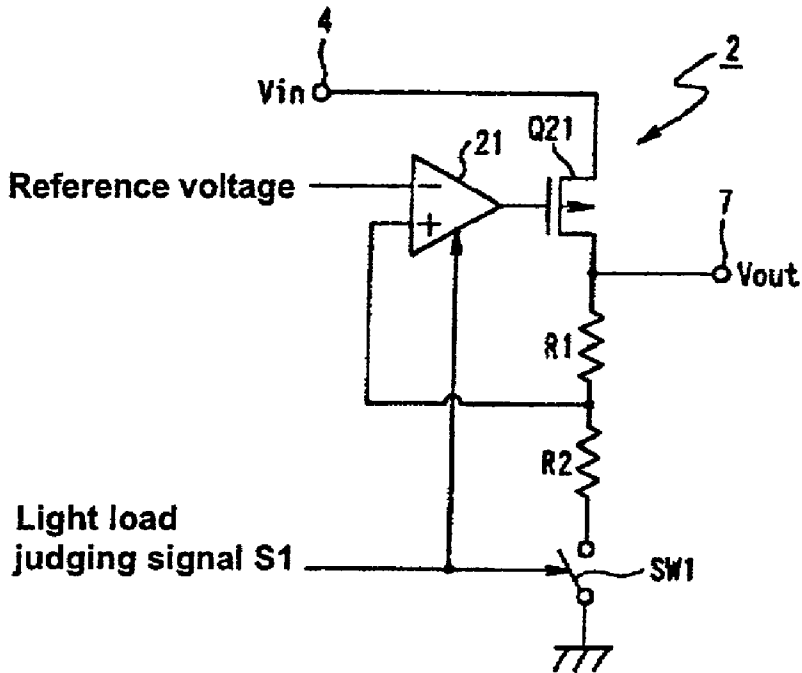 4
Vin
2
21
Q21
Reference voltage
−
+
7
Vout
R1
R2
Light load
judging signal S1
SW1